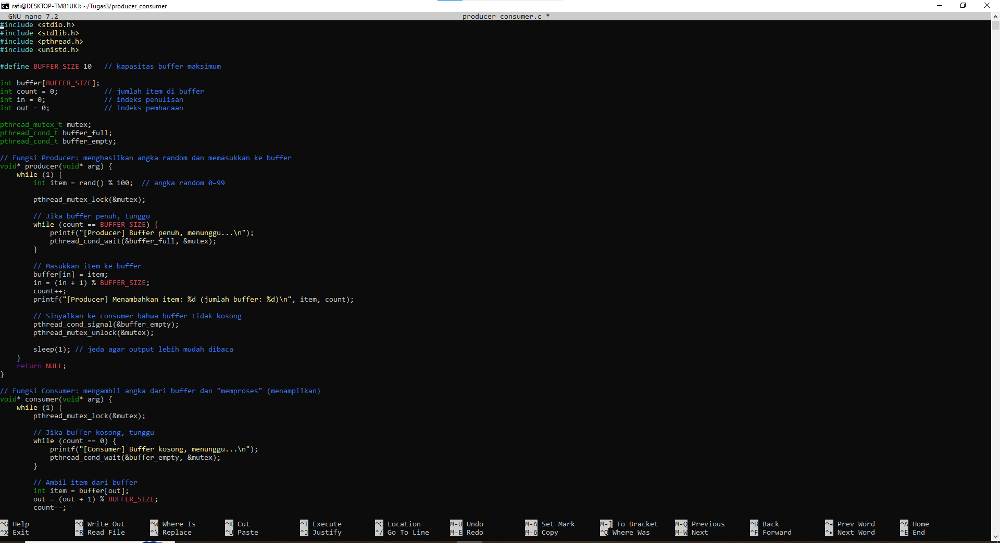 rafi@DESKTOP-TM81UKJ: ~/Tugas3/producer_consumer
GNU nano 7.2 producer_consumer.c *
#include <stdio.h>
#include <stdlib.h>
#include <pthread.h>
#include <unistd.h>

#define BUFFER_SIZE 10   // kapasitas buffer maksimum

int buffer[BUFFER_SIZE];
int count = 0;           // jumlah item di buffer
int in = 0;              // indeks penulisan
int out = 0;             // indeks pembacaan

pthread_mutex_t mutex;
pthread_cond_t buffer_full;
pthread_cond_t buffer_empty;

// Fungsi Producer: menghasilkan angka random dan memasukkan ke buffer
void* producer(void* arg) {
    while (1) {
        int item = rand() % 100;  // angka random 0–99

        pthread_mutex_lock(&mutex);

        // Jika buffer penuh, tunggu
        while (count == BUFFER_SIZE) {
            printf("[Producer] Buffer penuh, menunggu...\n");
            pthread_cond_wait(&buffer_full, &mutex);
        }

        // Masukkan item ke buffer
        buffer[in] = item;
        in = (in + 1) % BUFFER_SIZE;
        count++;
        printf("[Producer] Menambahkan item: %d (jumlah buffer: %d)\n", item, count);

        // Sinyalkan ke consumer bahwa buffer tidak kosong
        pthread_cond_signal(&buffer_empty);
        pthread_mutex_unlock(&mutex);

        sleep(1); // jeda agar output lebih mudah dibaca
    }
    return NULL;
}

// Fungsi Consumer: mengambil angka dari buffer dan "memproses" (menampilkan)
void* consumer(void* arg) {
    while (1) {
        pthread_mutex_lock(&mutex);

        // Jika buffer kosong, tunggu
        while (count == 0) {
            printf("[Consumer] Buffer kosong, menunggu...\n");
            pthread_cond_wait(&buffer_empty, &mutex);
        }

        // Ambil item dari buffer
        int item = buffer[out];
        out = (out + 1) % BUFFER_SIZE;
        count--;

^G Help ^O Write Out ^W Where Is ^K Cut ^T Execute ^C Location M-U Undo M-A Set Mark M-] To Bracket M-Q Previous ^B Back ^◂ Prev Word ^A Home
^X Exit ^R Read File ^\ Replace ^U Paste ^J Justify ^/ Go To Line M-E Redo M-6 Copy ^Q Where Was M-W Next ^F Forward ^▸ Next Word ^E End